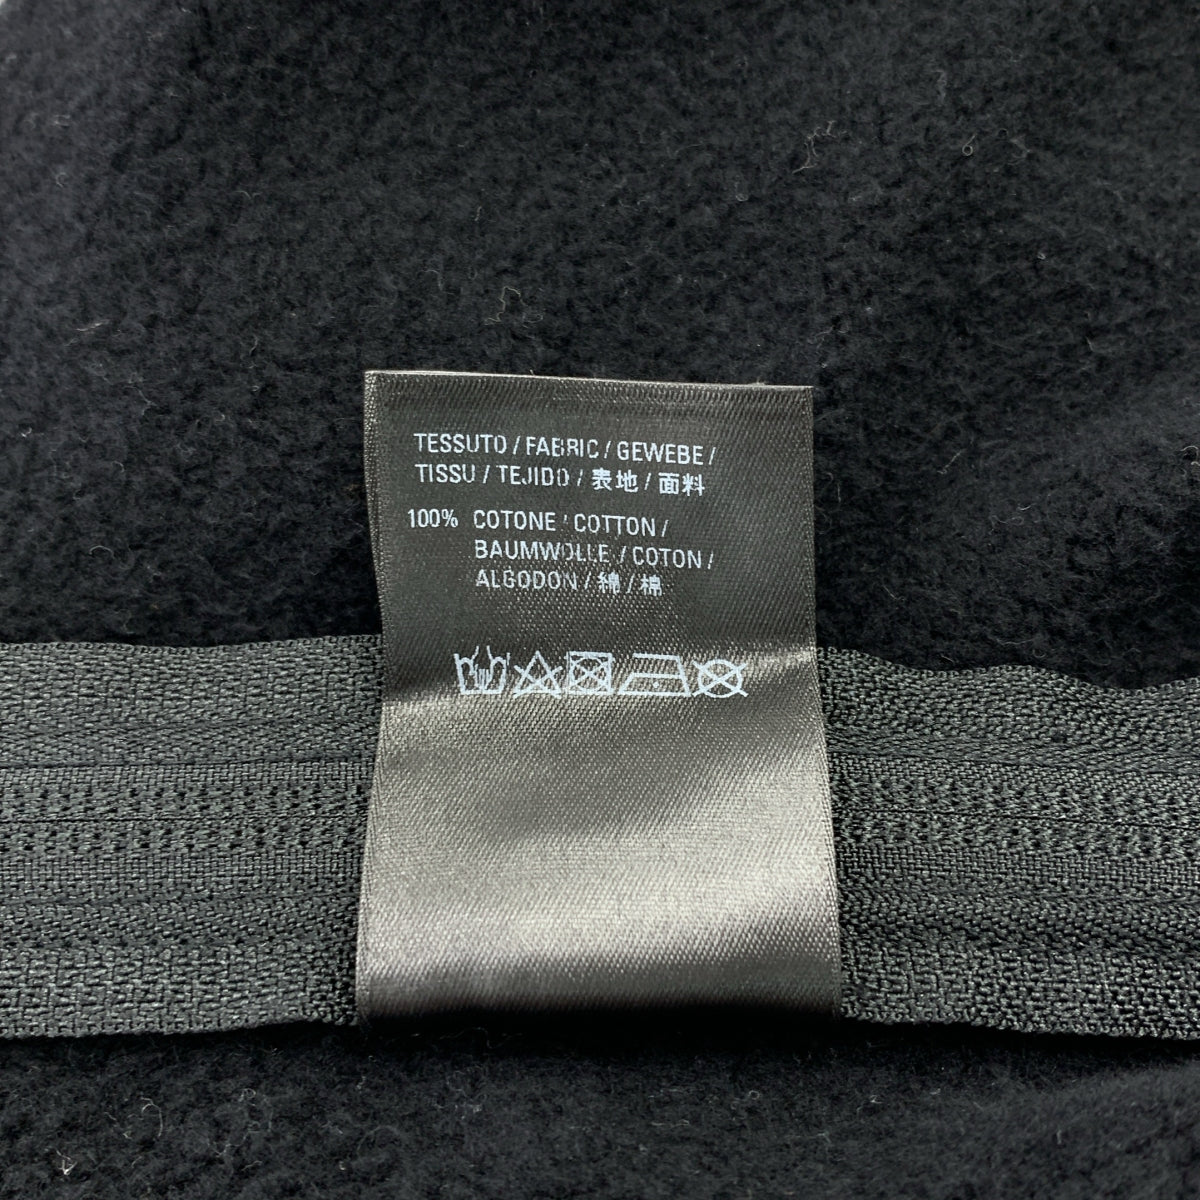 TESSUTO / FABRIC / GEWEBE /
TISSU / TEJIDO / 表地 / 面料
100% COTONE / COTTON /
BAUMWOLLE / COTON /
ALGODON / 綿 / 棉